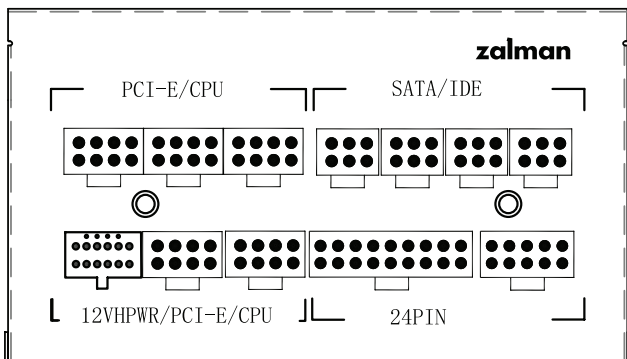 zalman
PCI-E/CPU
SATA/IDE
12VHPWR/PCI-E/CPU
24PIN